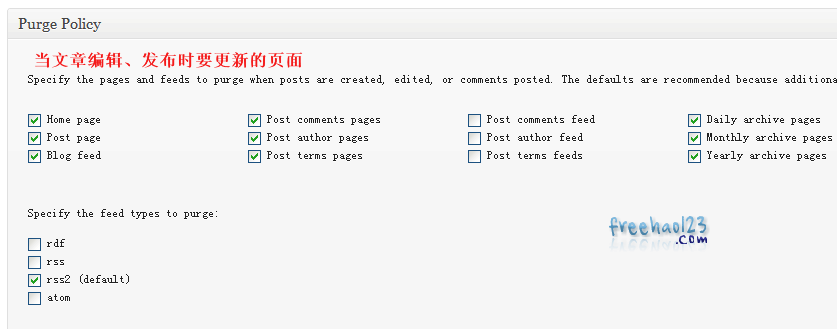 Purge Policy
当文章编辑、发布时要更新的页面
Specify the pages and feeds to purge when posts are created, edited, or comments posted. The defaults are recommended because additiona
Home page Post comments pages Post comments feed Daily archive pages
Post page Post author pages Post author feed Monthly archive pages
Blog feed Post terms pages Post terms feeds Yearly archive pages
Specify the feed types to purge:
freehao123
.com
rdf
rss
rss2 (default)
atom